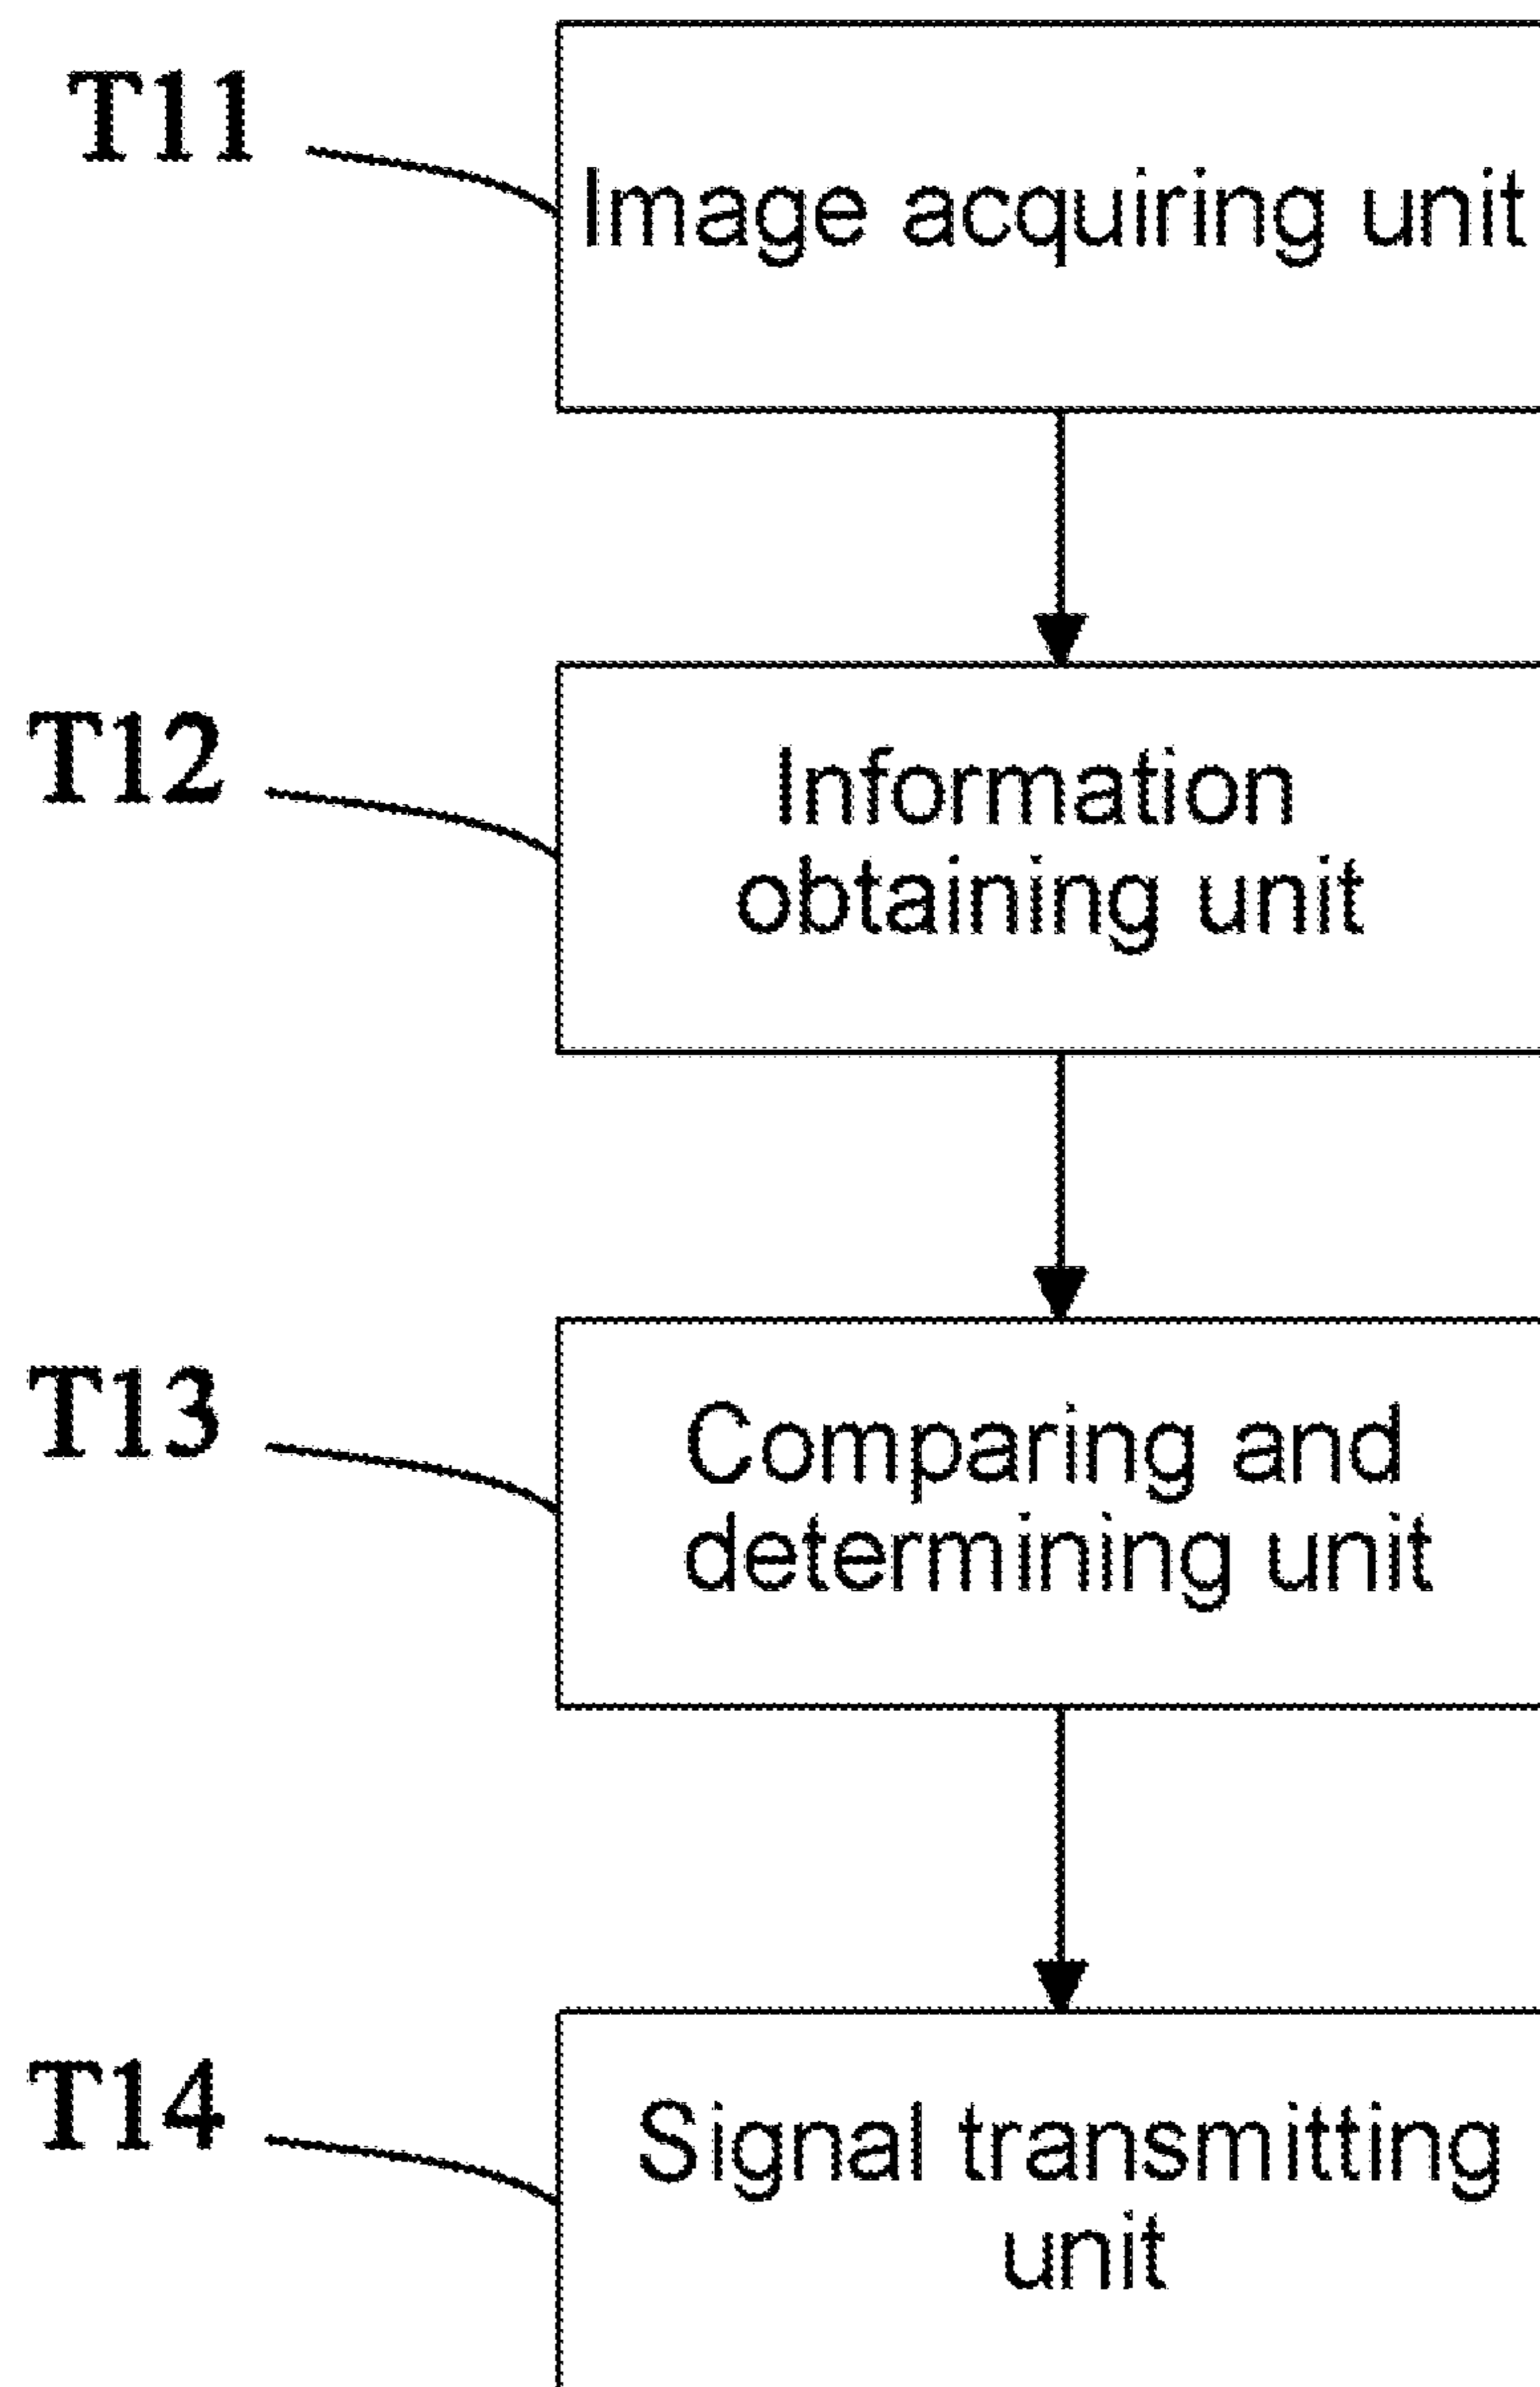 T11
Image acquiring unit
T12
Information
obtaining unit
T13
Comparing and
determining unit
T14
Signal transmitting
unit